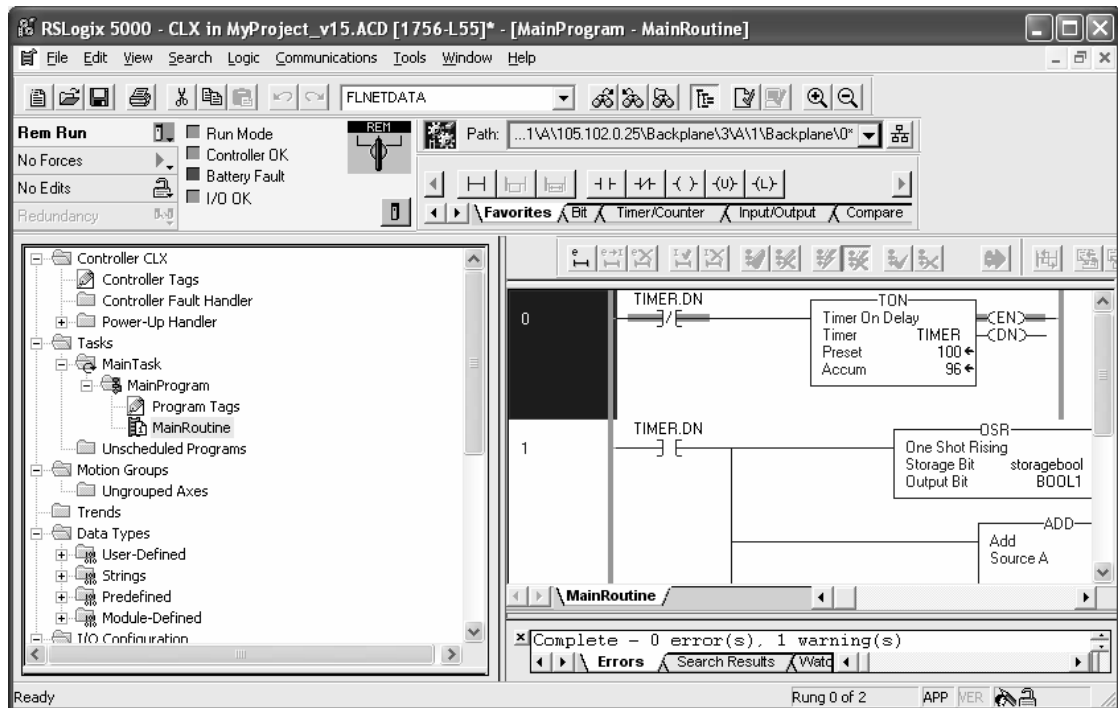 RSLogix 5000 - CLX in MyProject_v15.ACD [1756-L55]* - [MainProgram - MainRoutine]
File Edit View Search Logic Communications Tools Window Help
FLNETDATA
Rem Run
No Forces
No Edits
Redundancy
Run Mode
Controller OK
Battery Fault
I/O OK
REM
Path: ...1\A\105.102.0.25\Backplane\3\A\1\Backplane\0*
Favorites Bit Timer/Counter Input/Output Compare
Controller CLX
Controller Tags
Controller Fault Handler
Power-Up Handler
Tasks
MainTask
MainProgram
Program Tags
MainRoutine
Unscheduled Programs
Motion Groups
Ungrouped Axes
Trends
Data Types
User-Defined
Strings
Predefined
Module-Defined
I/O Configuration
0
TIMER.DN
TON
Timer On Delay
Timer TIMER
Preset 100
Accum 96
EN
DN
1
TIMER.DN
OSR
One Shot Rising
Storage Bit storagebool
Output Bit BOOL1
ADD
Add
Source A
MainRoutine
Complete - 0 error(s), 1 warning(s)
Errors Search Results
Ready
Rung 0 of 2 APP VER